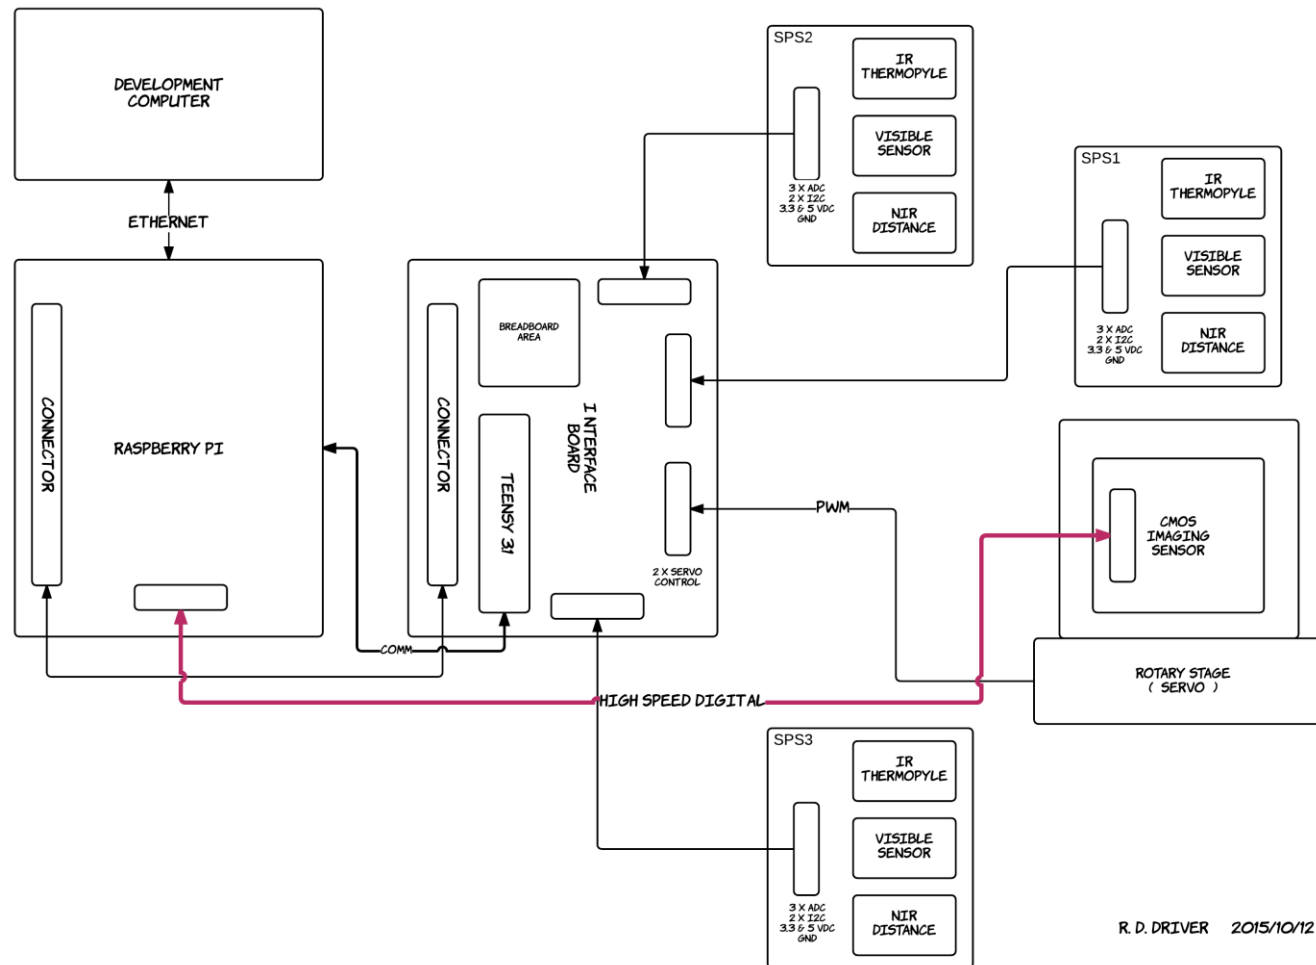 DEVELOPMENT
COMPUTER
ETHERNET
CONNECTOR
RASPBERRY PI
COMM
CONNECTOR
BREADBOARD
AREA
TEENSY 3.1
INTERFACE
BOARD
2 X SERVO
CONTROL
PWM
HIGH SPEED DIGITAL
SPS2
IR
THERMOPYLE
VISIBLE
SENSOR
NIR
DISTANCE
3 X ADC
2 X I2C
3.3 & 5 VDC
GND
SPS1
IR
THERMOPYLE
VISIBLE
SENSOR
NIR
DISTANCE
3 X ADC
2 X I2C
3.3 & 5 VDC
GND
CMOS
IMAGING
SENSOR
ROTARY STAGE
( SERVO )
SPS3
IR
THERMOPYLE
VISIBLE
SENSOR
NIR
DISTANCE
3 X ADC
2 X I2C
3.3 & 5 VDC
GND
R. D. DRIVER 2015/10/12